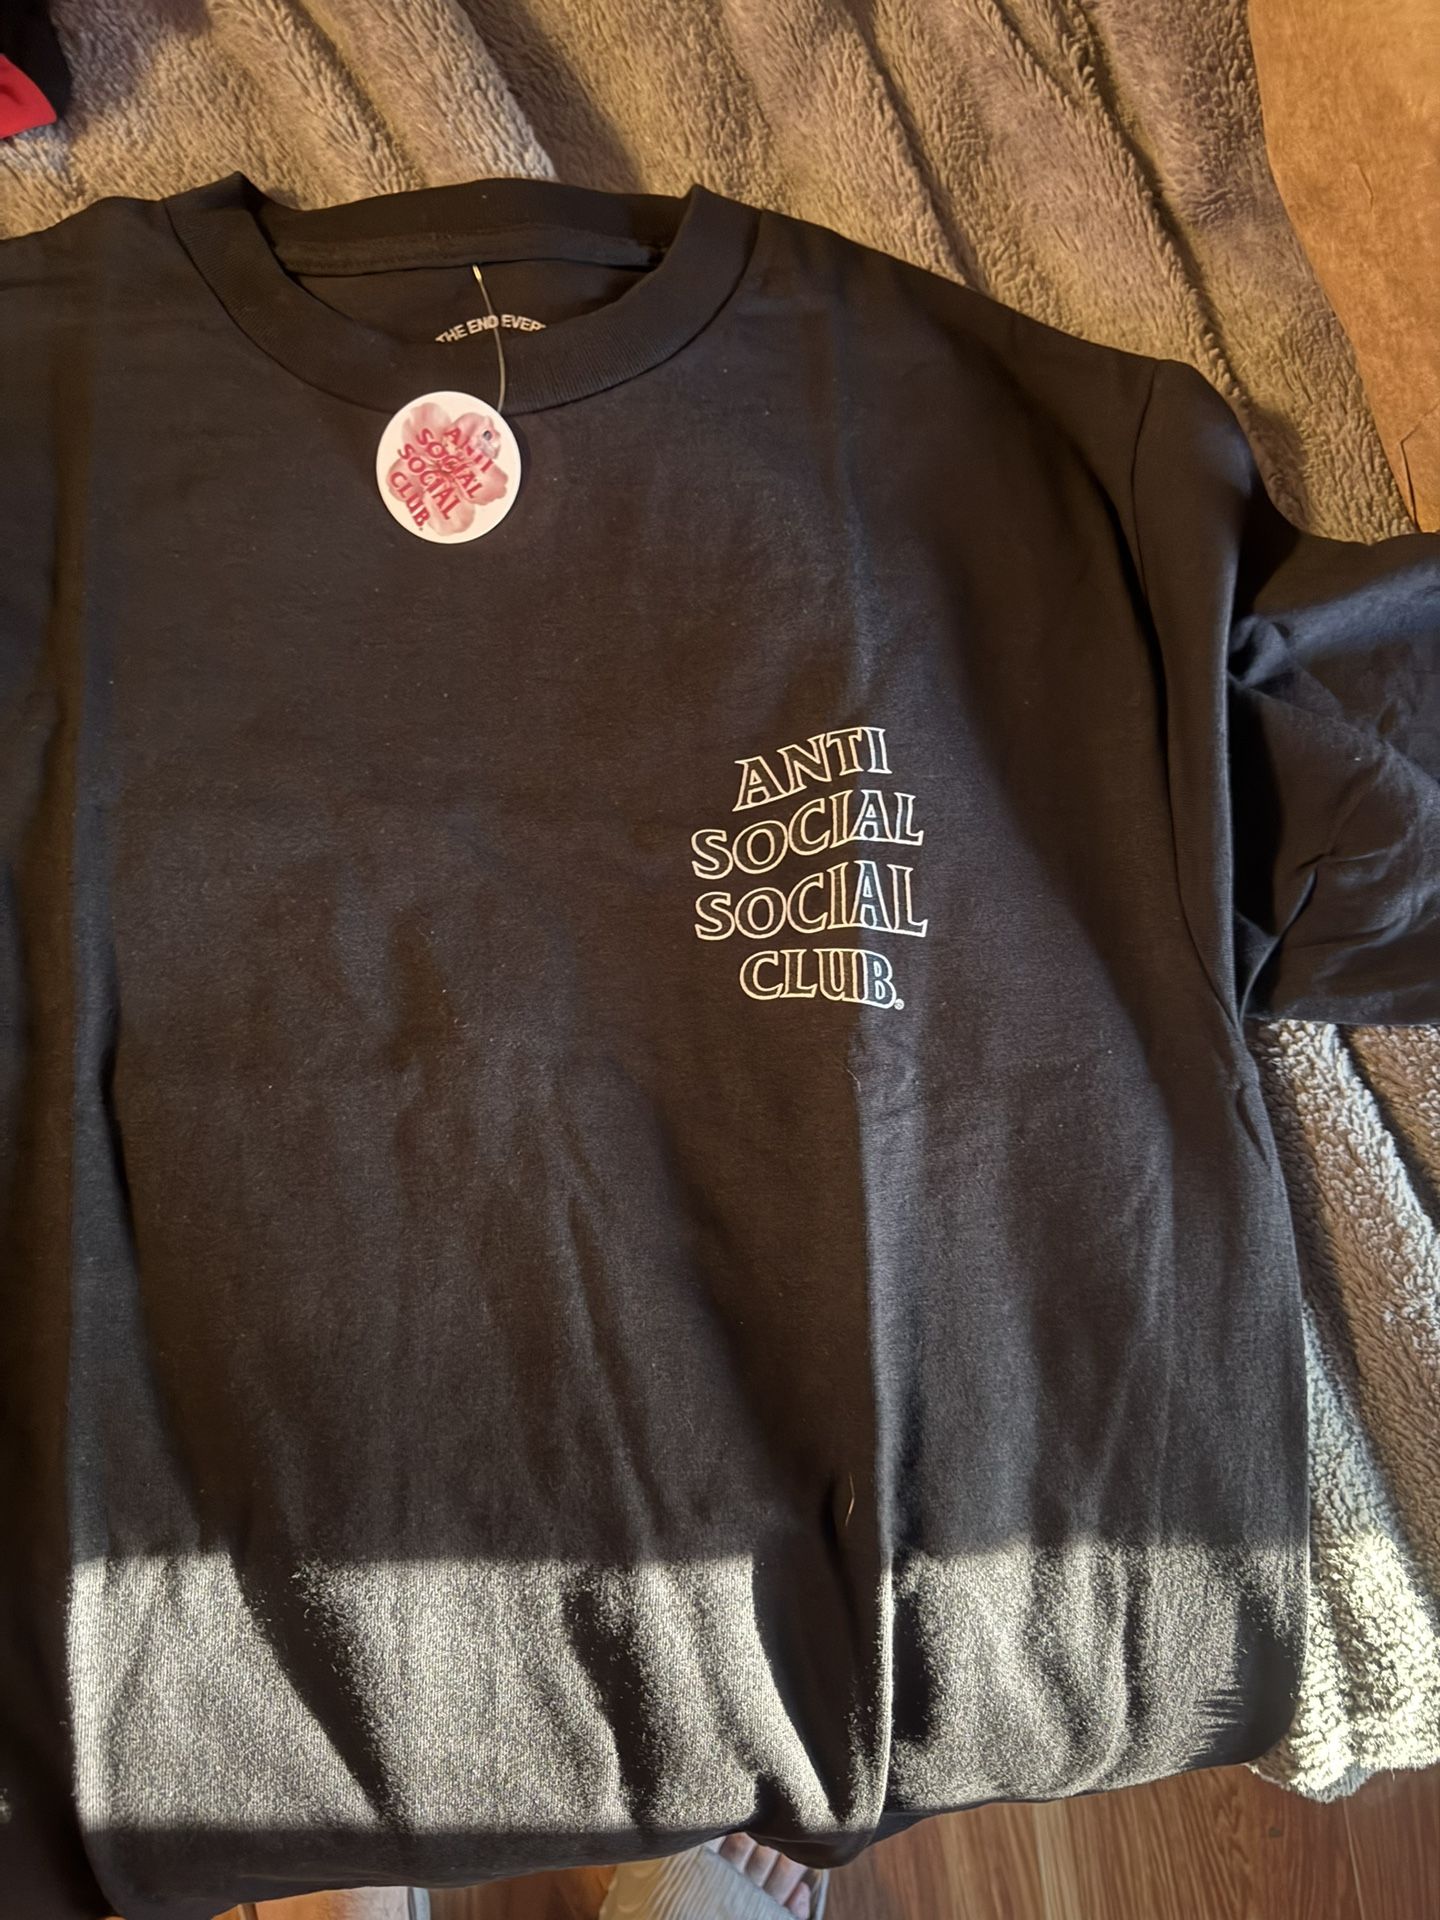 THE END EVER
ANTI
SOCIAL
SOCIAL
CLUB.
ANTI
SOCIAL
SOCIAL
CLUB.®